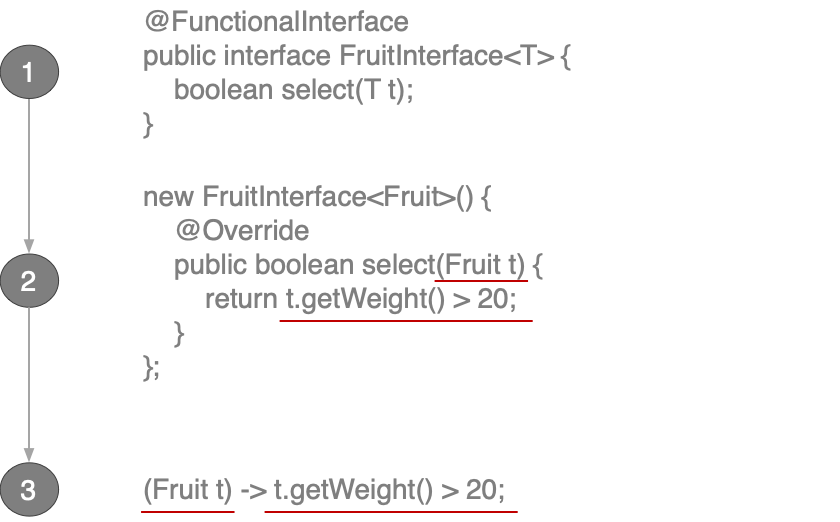 @FunctionalInterface
1
public interface FruitInterface<T> {
boolean select(T t);
}
new FruitInterface<Fruit>() {
@Override
2
public boolean select(Fruit t) {
return t.getWeight() > 20;
}
};
3
(Fruit t) -> t.getWeight() > 20;